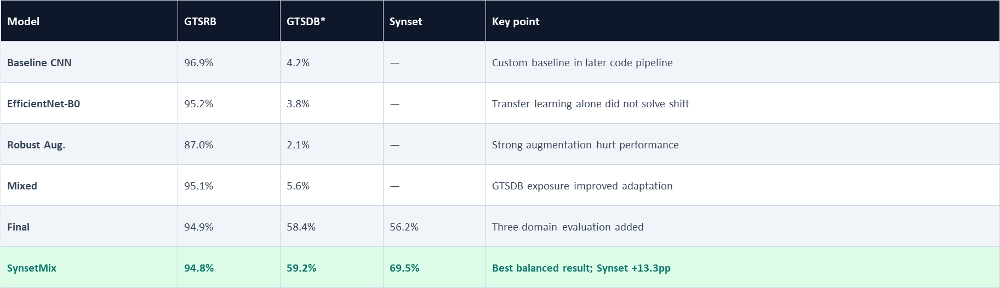 Model GTSRB GTSDB* Synset Key point
Baseline CNN 96.9% 4.2% — Custom baseline in later code pipeline
EfficientNet-B0 95.2% 3.8% — Transfer learning alone did not solve shift
Robust Aug. 87.0% 2.1% — Strong augmentation hurt performance
Mixed 95.1% 5.6% — GTSDB exposure improved adaptation
Final 94.9% 58.4% 56.2% Three-domain evaluation added
SynsetMix 94.8% 59.2% 69.5% Best balanced result; Synset +13.3pp